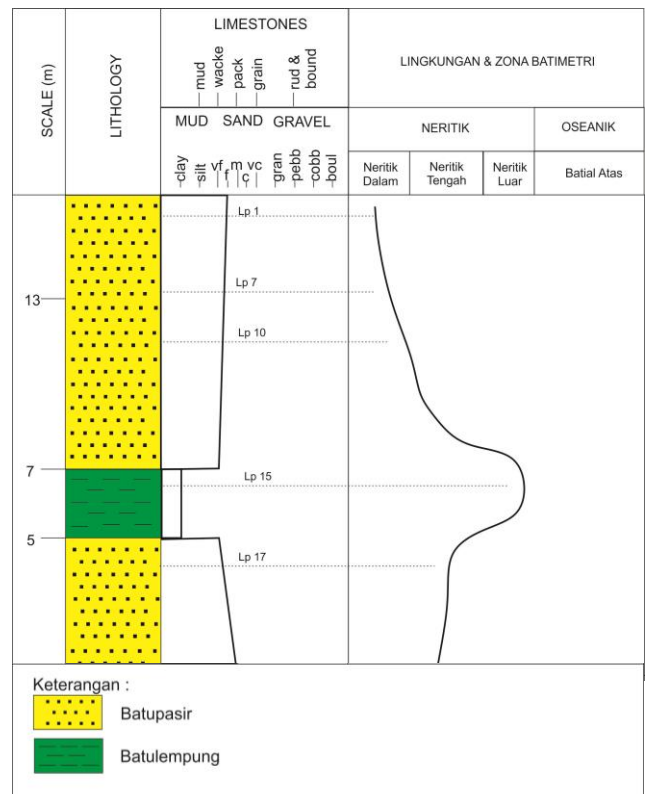 SCALE (m)
LITHOLOGY
LIMESTONES
mud
wacke
pack
grain
rud &
bound
MUD SAND GRAVEL
clay
silt
vf
f
m
c
vc
gran
pebb
cobb
boul
LINGKUNGAN & ZONA BATIMETRI
NERITIK
OSEANIK
Neritik
Dalam
Neritik
Tengah
Neritik
Luar
Batial Atas
Lp 1
Lp 7
13
Lp 10
7
Lp 15
5
Lp 17
Keterangan :
Batupasir
Batulempung